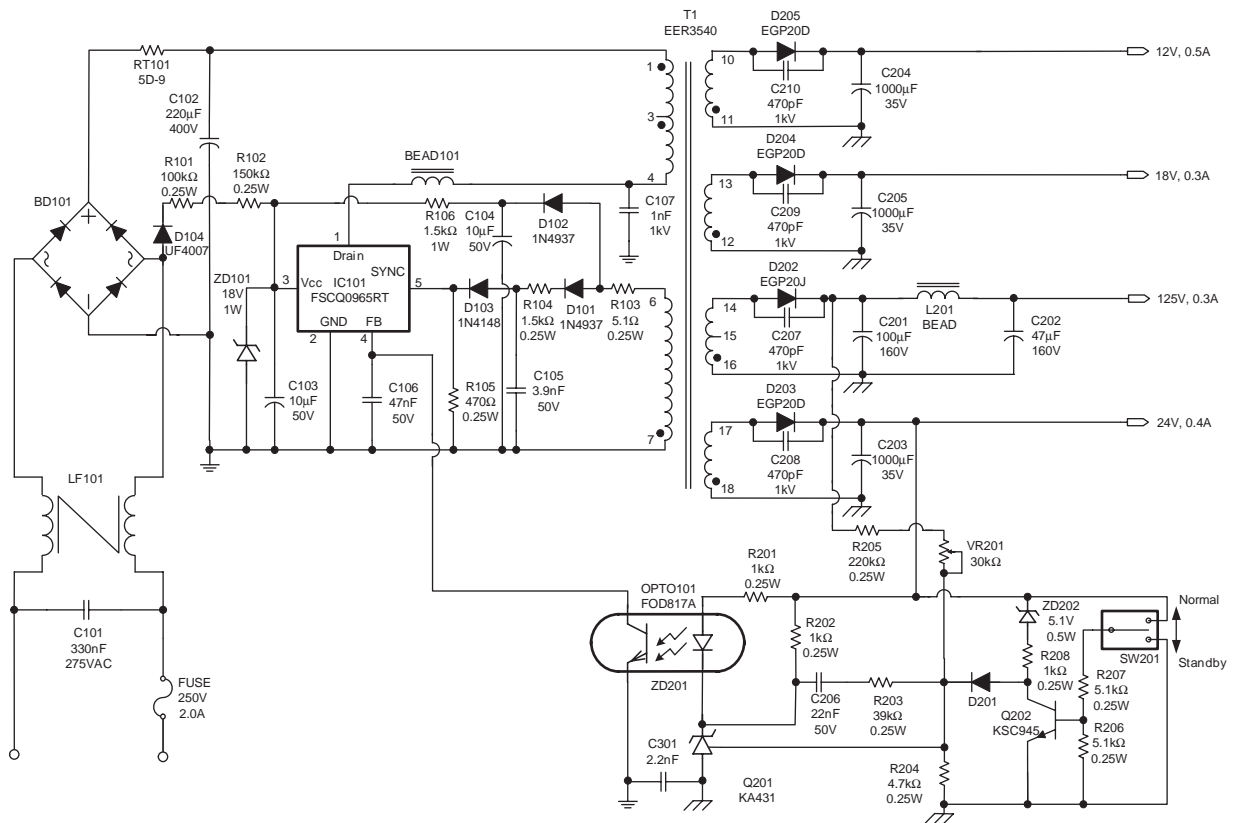 T1
EER3540
RT101
5D-9
C102
220µF
400V
R101
100kΩ
0.25W
R102
150kΩ
0.25W
BD101
D104
UF4007
BEAD101
R106
1.5kΩ
1W
C104
10µF
50V
D102
1N4937
C107
1nF
1kV
1
3
4
6
7
ZD101
18V
1W
1
Drain
SYNC
3
Vcc
IC101
FSCQ0965RT
5
GND
FB
2
4
D103
1N4148
R104
1.5kΩ
0.25W
D101
1N4937
R103
5.1Ω
0.25W
C103
10µF
50V
C106
47nF
50V
R105
470Ω
0.25W
C105
3.9nF
50V
LF101
C101
330nF
275VAC
FUSE
250V
2.0A
D205
EGP20D
10
11
C210
470pF
1kV
C204
1000µF
35V
12V, 0.5A
D204
EGP20D
13
12
C209
470pF
1kV
C205
1000µF
35V
18V, 0.3A
D202
EGP20J
14
15
16
C207
470pF
1kV
C201
100µF
160V
L201
BEAD
C202
47µF
160V
125V, 0.3A
D203
EGP20D
17
18
C208
470pF
1kV
C203
1000µF
35V
24V, 0.4A
R205
220kΩ
0.25W
VR201
30kΩ
R201
1kΩ
0.25W
OPTO101
FOD817A
ZD201
R202
1kΩ
0.25W
C206
22nF
50V
R203
39kΩ
0.25W
D201
ZD202
5.1V
0.5W
R208
1kΩ
0.25W
Normal
SW201
Standby
R207
5.1kΩ
0.25W
Q202
KSC945
R206
5.1kΩ
0.25W
C301
2.2nF
Q201
KA431
R204
4.7kΩ
0.25W